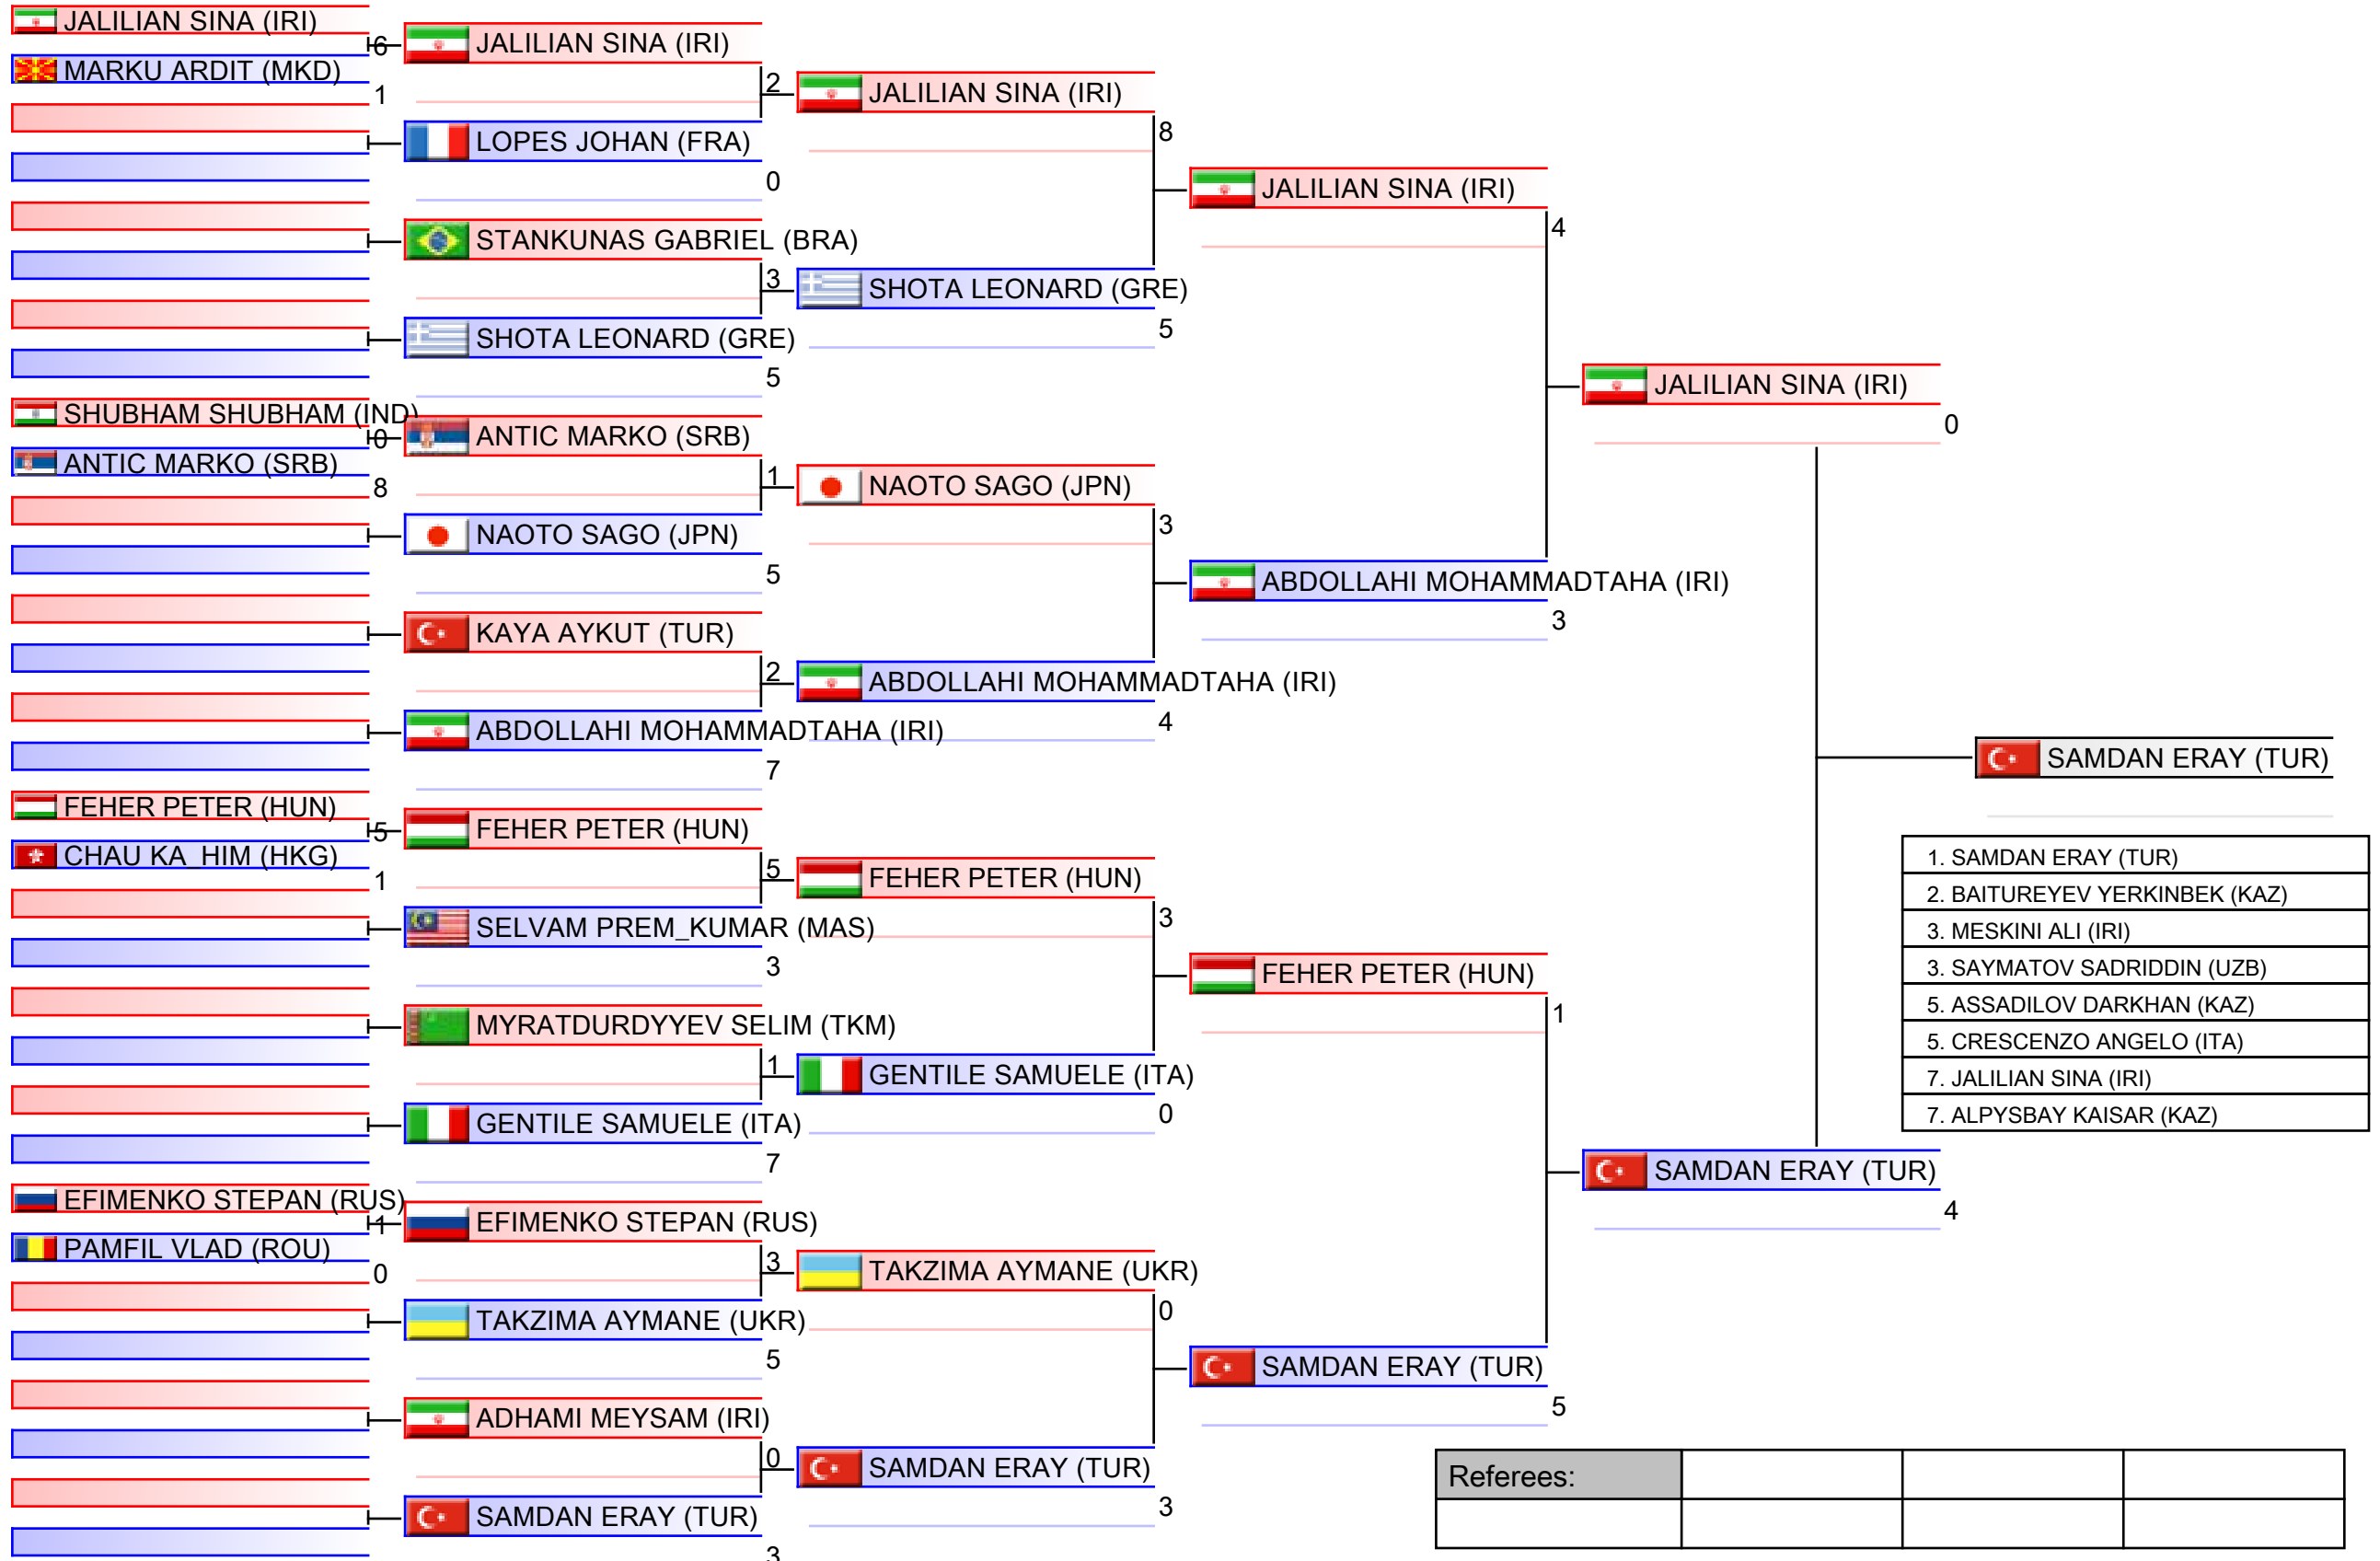 JALILIAN SINA (IRI)
6
MARKU ARDIT (MKD)
1
SHUBHAM SHUBHAM (IND)
0
ANTIC MARKO (SRB)
8
FEHER PETER (HUN)
5
CHAU KA_HIM (HKG)
1
EFIMENKO STEPAN (RUS)
1
PAMFIL VLAD (ROU)
0
JALILIAN SINA (IRI)
2
LOPES JOHAN (FRA)
0
STANKUNAS GABRIEL (BRA)
3
SHOTA LEONARD (GRE)
5
ANTIC MARKO (SRB)
1
NAOTO SAGO (JPN)
5
KAYA AYKUT (TUR)
2
ABDOLLAHI MOHAMMADTAHA (IRI)
7
FEHER PETER (HUN)
5
SELVAM PREM_KUMAR (MAS)
3
MYRATDURDYYEV SELIM (TKM)
1
GENTILE SAMUELE (ITA)
7
EFIMENKO STEPAN (RUS)
3
TAKZIMA AYMANE (UKR)
5
ADHAMI MEYSAM (IRI)
0
SAMDAN ERAY (TUR)
3
JALILIAN SINA (IRI)
8
SHOTA LEONARD (GRE)
5
NAOTO SAGO (JPN)
3
ABDOLLAHI MOHAMMADTAHA (IRI)
4
FEHER PETER (HUN)
3
GENTILE SAMUELE (ITA)
0
TAKZIMA AYMANE (UKR)
0
SAMDAN ERAY (TUR)
3
JALILIAN SINA (IRI)
4
ABDOLLAHI MOHAMMADTAHA (IRI)
3
FEHER PETER (HUN)
1
SAMDAN ERAY (TUR)
5
JALILIAN SINA (IRI)
0
SAMDAN ERAY (TUR)
4
SAMDAN ERAY (TUR)
1. SAMDAN ERAY (TUR)
2. BAITUREYEV YERKINBEK (KAZ)
3. MESKINI ALI (IRI)
3. SAYMATOV SADRIDDIN (UZB)
5. ASSADILOV DARKHAN (KAZ)
5. CRESCENZO ANGELO (ITA)
7. JALILIAN SINA (IRI)
7. ALPYSBAY KAISAR (KAZ)
Referees: